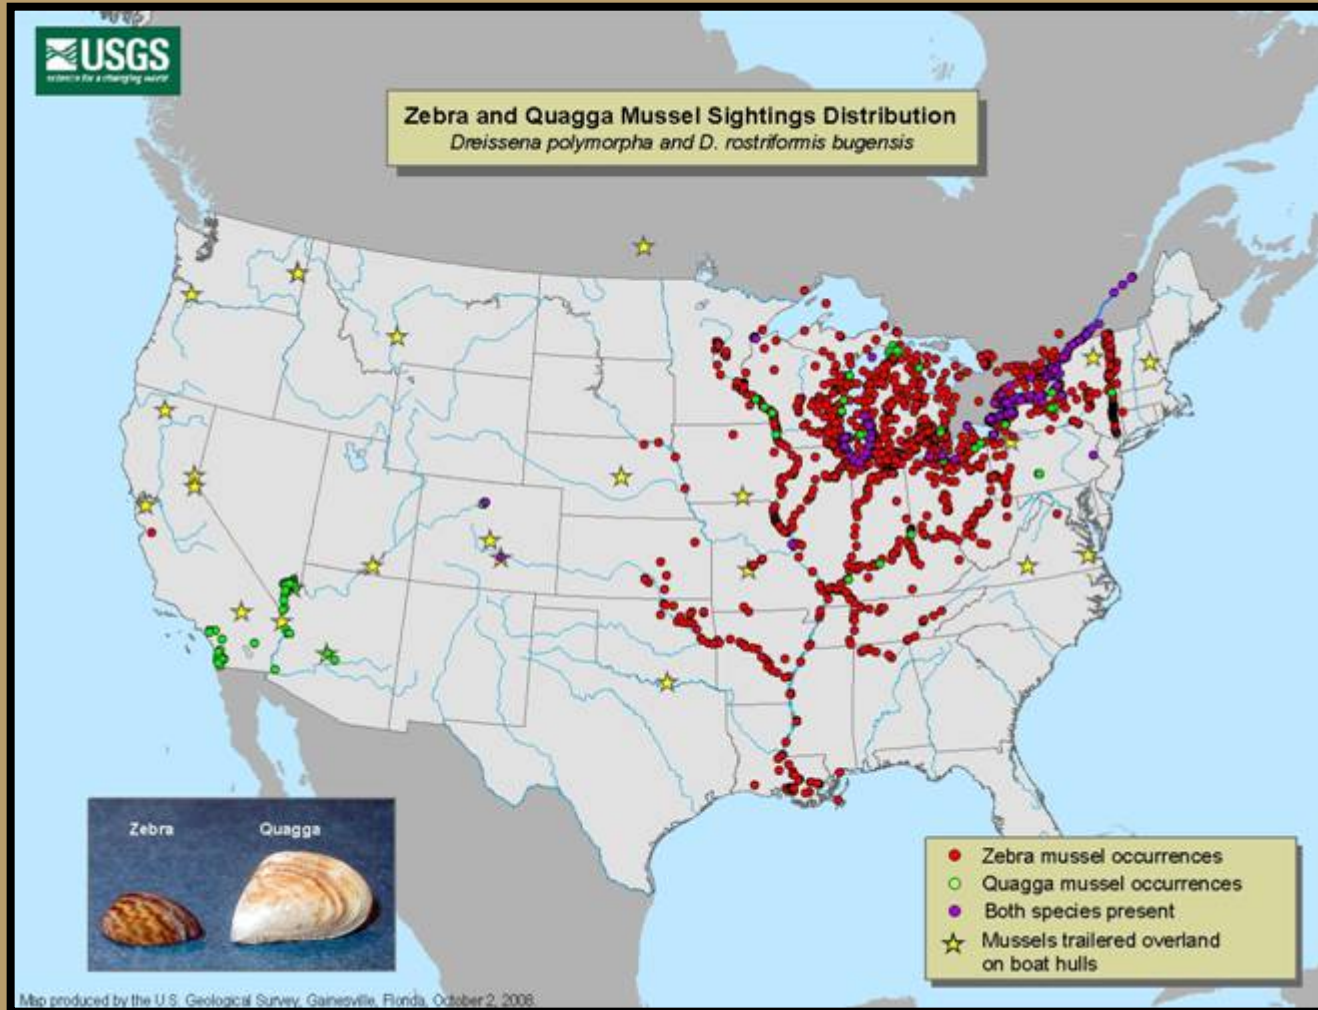 USGS
science for a changing world
Zebra and Quagga Mussel Sightings Distribution
Dreissena polymorpha and D. rostriformis bugensis
Zebra
Quagga
Zebra mussel occurrences
Quagga mussel occurrences
Both species present
Mussels trailered overland
on boat hulls
Map produced by the U.S. Geological Survey, Gainesville, Florida, October 2, 2008.